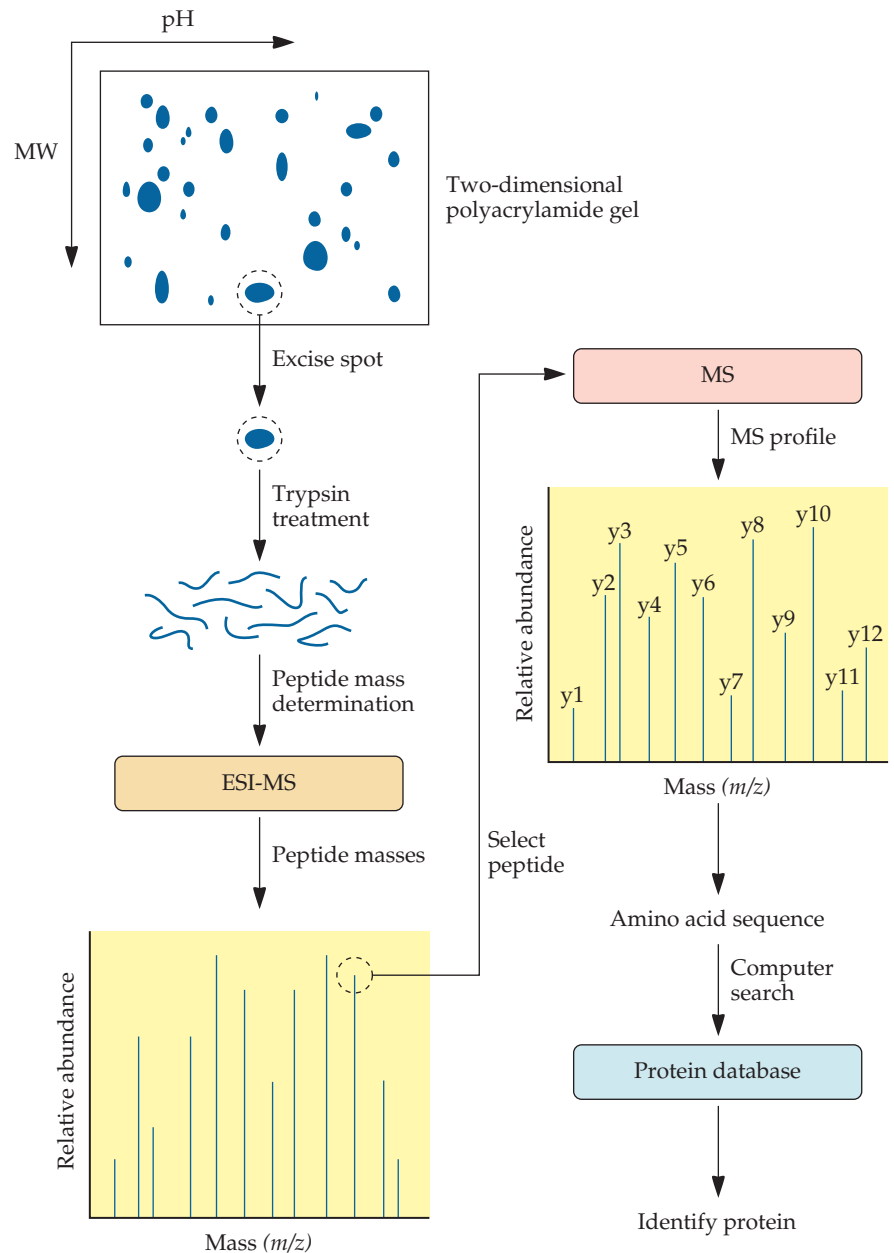 pH
MW
Two-dimensional
polyacrylamide gel
Excise spot
Trypsin
treatment
Peptide mass
determination
ESI-MS
Peptide masses
Relative abundance
Mass (m/z)
Select
peptide
MS
MS profile
Relative abundance
y1
y2
y3
y4
y5
y6
y7
y8
y9
y10
y11
y12
Mass (m/z)
Amino acid sequence
Computer
search
Protein database
Identify protein